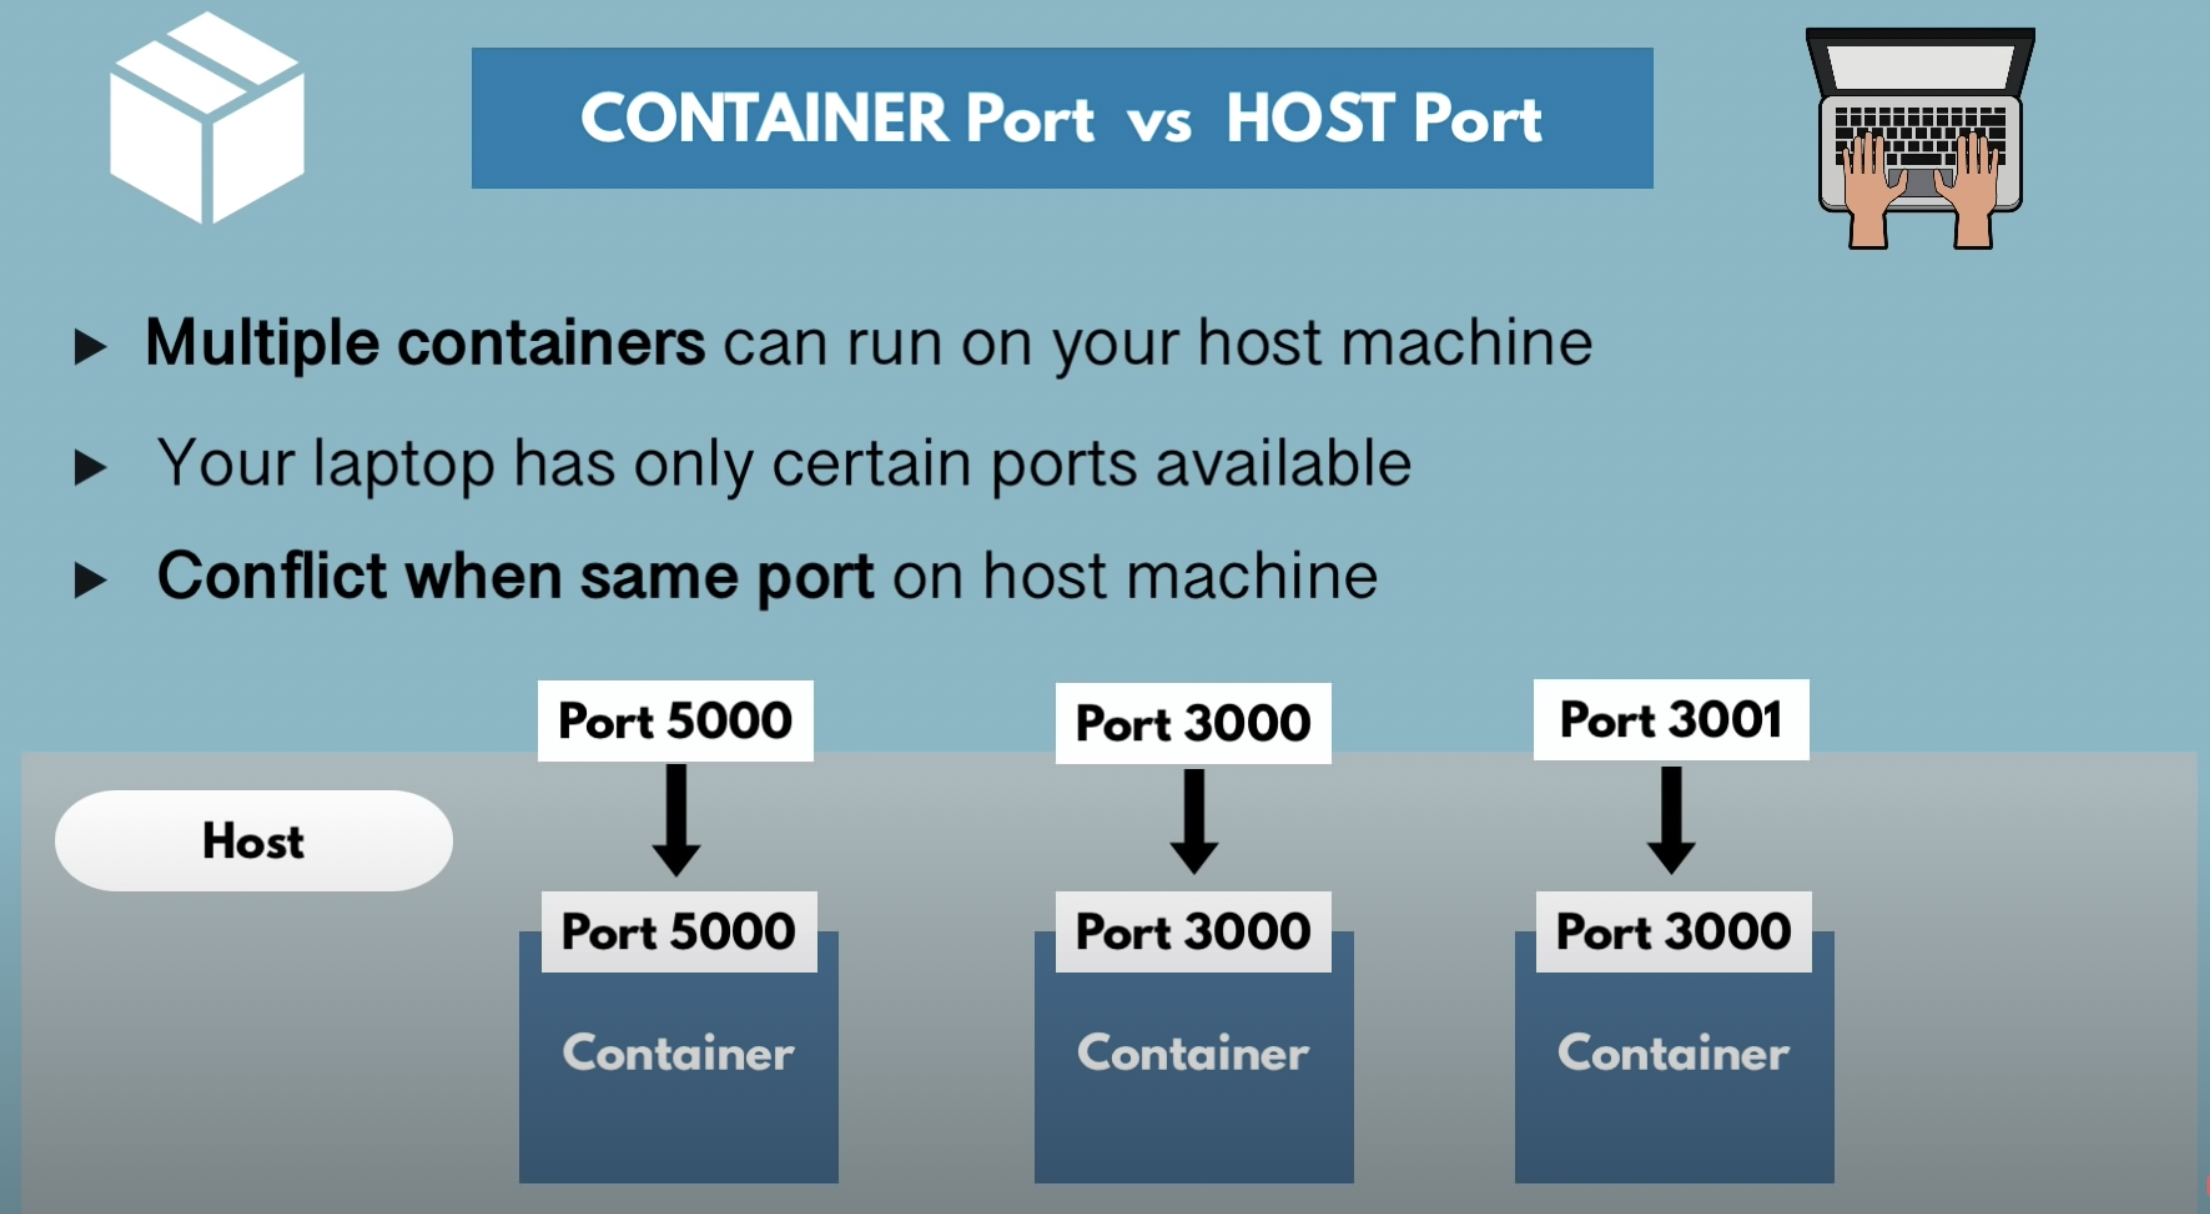 CONTAINER Port vs HOST Port
Multiple containers can run on your host machine
Your laptop has only certain ports available
Conflict when same port on host machine
Port 5000
Port 3000
Port 3001
Host
Port 5000
Port 3000
Port 3000
Container
Container
Container